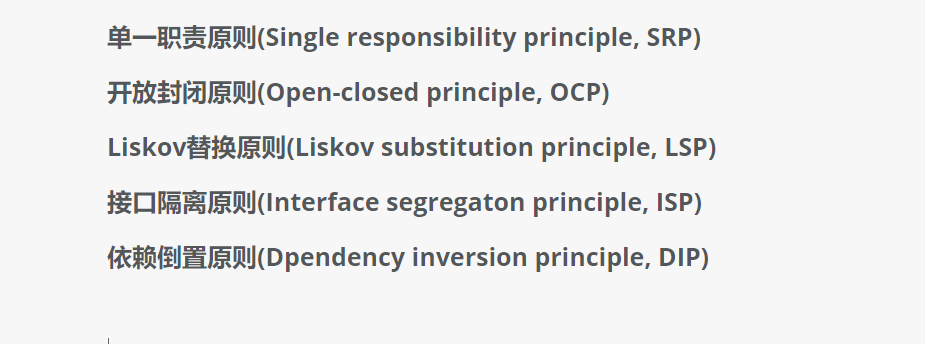 单一职责原则(Single responsibility principle, SRP)
开放封闭原则(Open-closed principle, OCP)
Liskov替换原则(Liskov substitution principle, LSP)
接口隔离原则(Interface segregaton principle, ISP)
依赖倒置原则(Dpendency inversion principle, DIP)